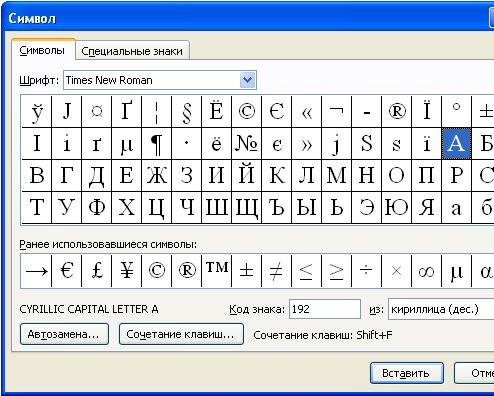 Символ
Символы Специальные знаки
Шрифт: Times New Roman
ў Ј ¤ Ґ ¦ § Ё © Є « ¬ - ® Ї ° ±
І і ґ µ ¶ · ё № є » ј Ѕ ѕ ї А Б
В Г Д Е Ж З И Й К Л М Н О П Р С
Т У Ф Х Ц Ч Ш Щ Ъ Ы Ь Э Ю Я а б
Ранее использовавшиеся символы:
→ € £ ¥ © ® ™ ± ≠ ≤ ≥ ÷ × ∞ µ α
CYRILLIC CAPITAL LETTER A Код знака: 192 из: кириллица (дес.)
Автозамена... Сочетание клавиш... Сочетание клавиш: Shift+F
Вставить Отме